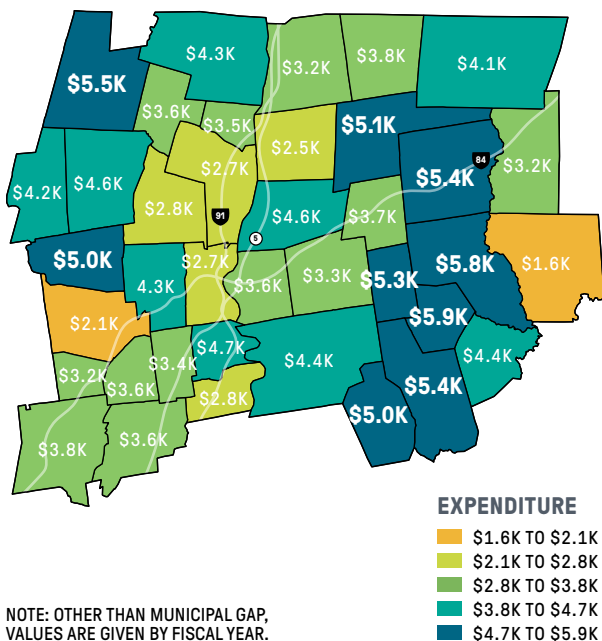 $5.5K
$4.3K
$3.2K
$3.8K
$4.1K
$3.6K
$3.5K
$5.1K
$2.5K
$2.7K
84
$5.4K
$3.2K
$4.2K
$4.6K
$2.8K
91
$4.6K
$3.7K
5
$5.0K
4.3K
$2.7K
$3.6K
$3.3K
$5.3K
$5.8K
$1.6K
$2.1K
$5.9K
$3.2K
$3.6K
$3.4K
$4.7K
$4.4K
$4.4K
$5.4K
$2.8K
$5.0K
$3.8K
$3.6K
EXPENDITURE
$1.6K TO $2.1K
$2.1K TO $2.8K
$2.8K TO $3.8K
$3.8K TO $4.7K
$4.7K TO $5.9K
NOTE: OTHER THAN MUNICIPAL GAP,
VALUES ARE GIVEN BY FISCAL YEAR.